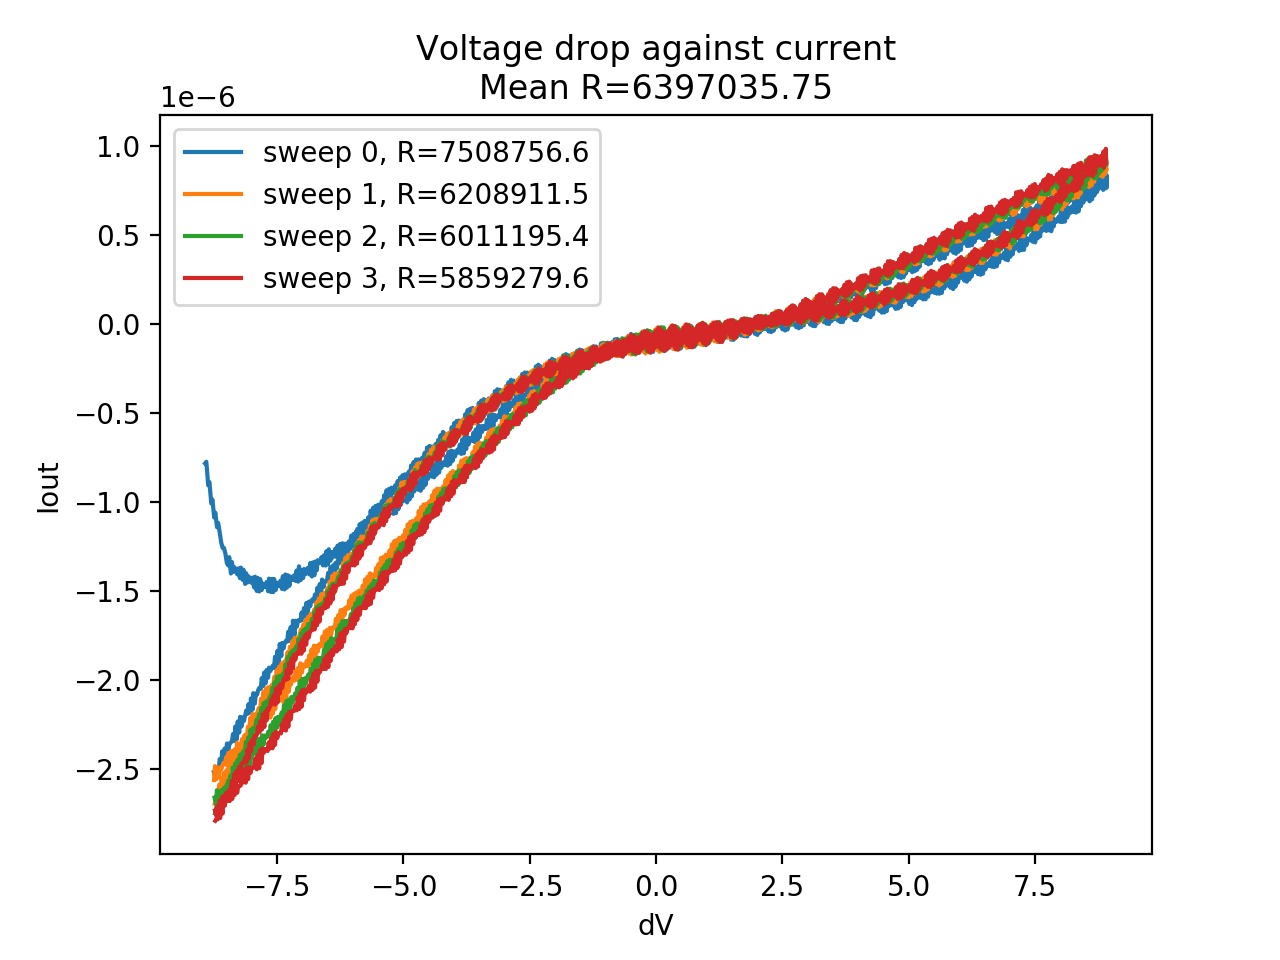 Voltage drop against current
Mean R=6397035.75
1e−6
sweep 0, R=7508756.6
sweep 1, R=6208911.5
sweep 2, R=6011195.4
sweep 3, R=5859279.6
1.0
0.5
0.0
−0.5
−1.0
−1.5
−2.0
−2.5
Iout
−7.5 −5.0 −2.5 0.0 2.5 5.0 7.5
dV